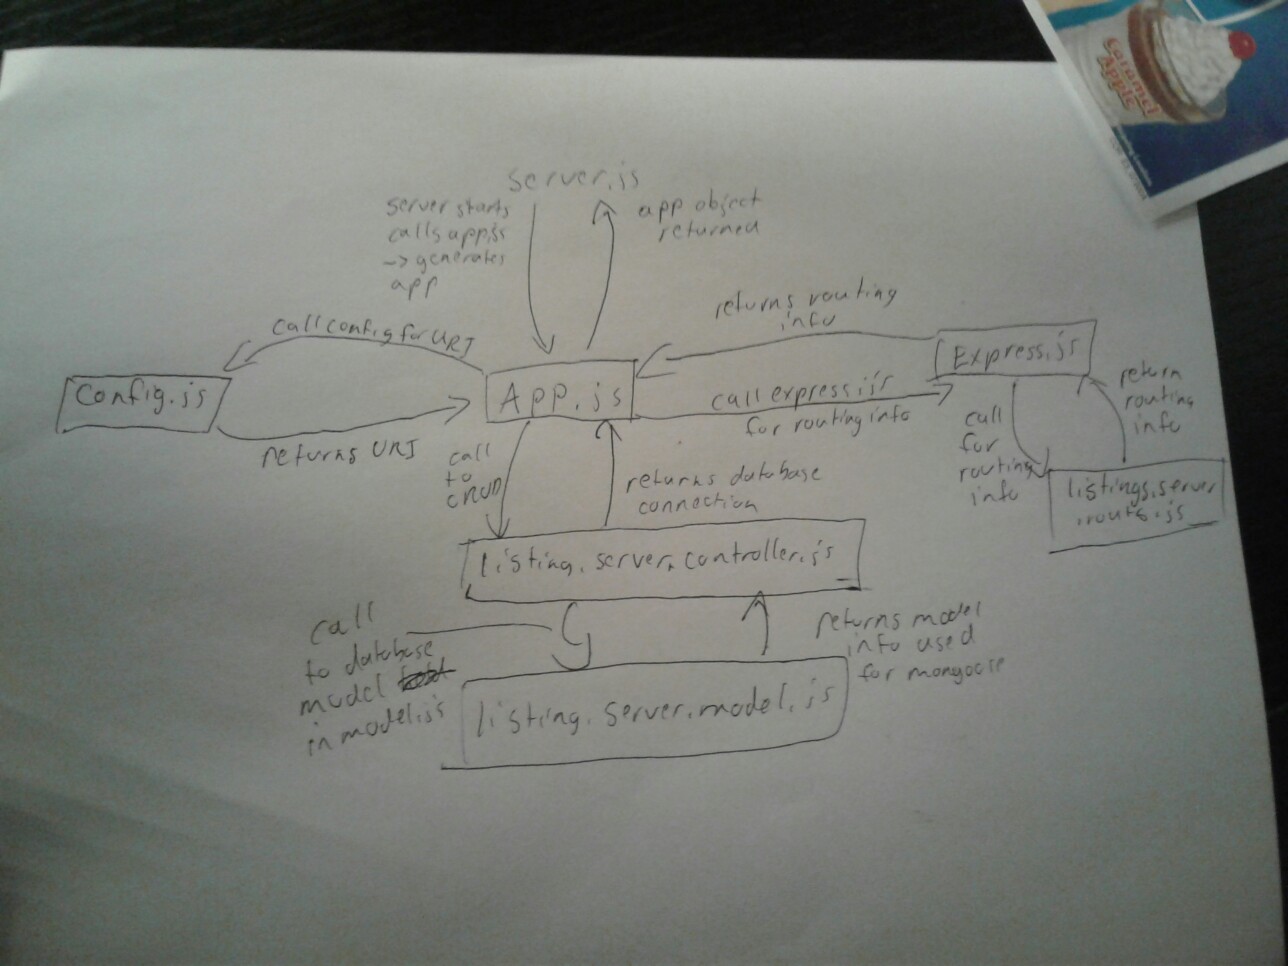 Caramel
Apple
server.js
server starts
calls app.js
-> generates
app
app object
returned
call config for URI
returns routing
info
Config.js
App.js
Express.js
call express.js
for routing info
returns URI
call
to
CRUD
returns database
connection
call
for
routing
info
return
routing
info
listings.server
.routs.js
listing.server.controller.js
call
to database
model
in model.js
returns model
info used
for mongoose
listing.server.model.js